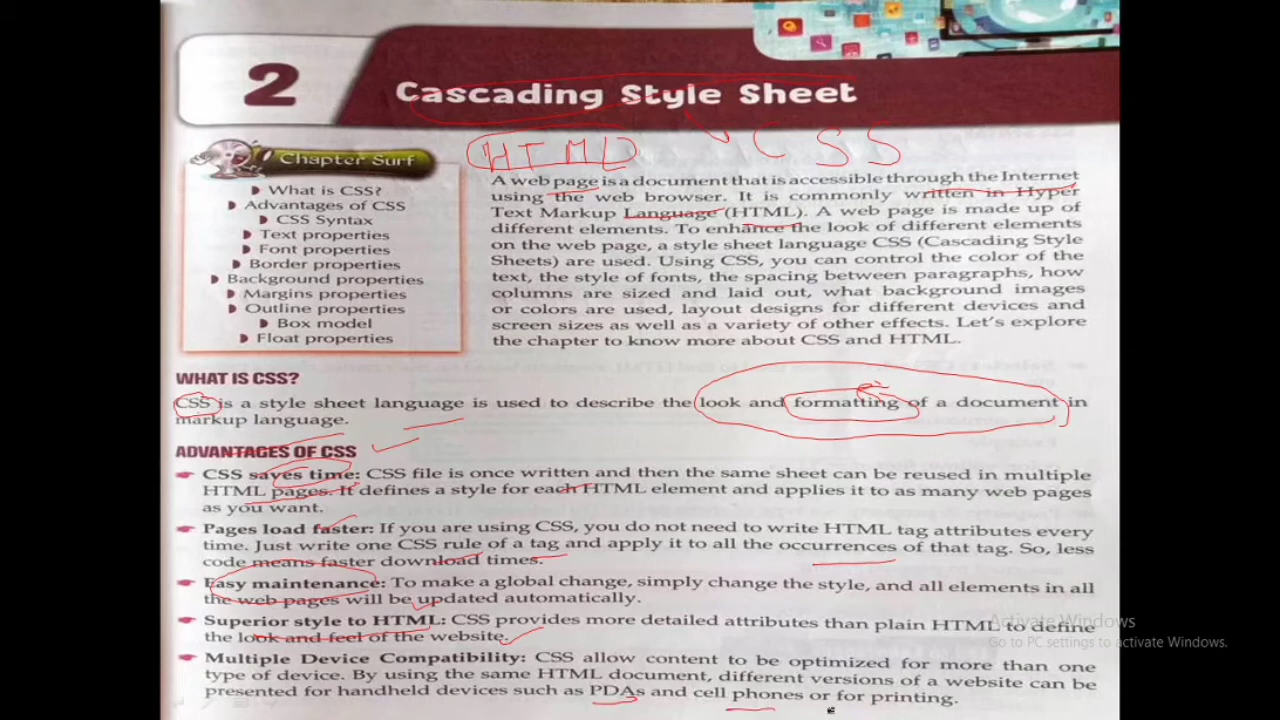 2
Cascading Style Sheet
HTML
CSS
Chapter Surf
What is CSS?
Advantages of CSS
CSS Syntax
Text properties
Font properties
Border properties
Background properties
Margins properties
Outline properties
Box model
Float properties
A web page is a document that is accessible through the Internet
using the web browser. It is commonly written in Hyper
Text Markup Language (HTML). A web page is made up of
different elements. To enhance the look of different elements
on the web page, a style sheet language CSS (Cascading Style
Sheets) are used. Using CSS, you can control the color of the
text, the style of fonts, the spacing between paragraphs, how
columns are sized and laid out, what background images
or colors are used, layout designs for different devices and
screen sizes as well as a variety of other effects. Let's explore
the chapter to know more about CSS and HTML.
WHAT IS CSS?
CSS is a style sheet language is used to describe the look and formatting of a document in
markup language.
ADVANTAGES OF CSS
CSS saves time: CSS file is once written and then the same sheet can be reused in multiple
HTML pages. It defines a style for each HTML element and applies it to as many web pages
as you want.
Pages load faster: If you are using CSS, you do not need to write HTML tag attributes every
time. Just write one CSS rule of a tag and apply it to all the occurrences of that tag. So, less
code means faster download times.
Easy maintenance: To make a global change, simply change the style, and all elements in all
the web pages will be updated automatically.
Superior style to HTML: CSS provides more detailed attributes than plain HTML to define
the look and feel of the website.
Multiple Device Compatibility: CSS allow content to be optimized for more than one
type of device. By using the same HTML document, different versions of a website can be
presented for handheld devices such as PDAs and cell phones or for printing.
Activate Windows
Go to PC settings to activate Windows.